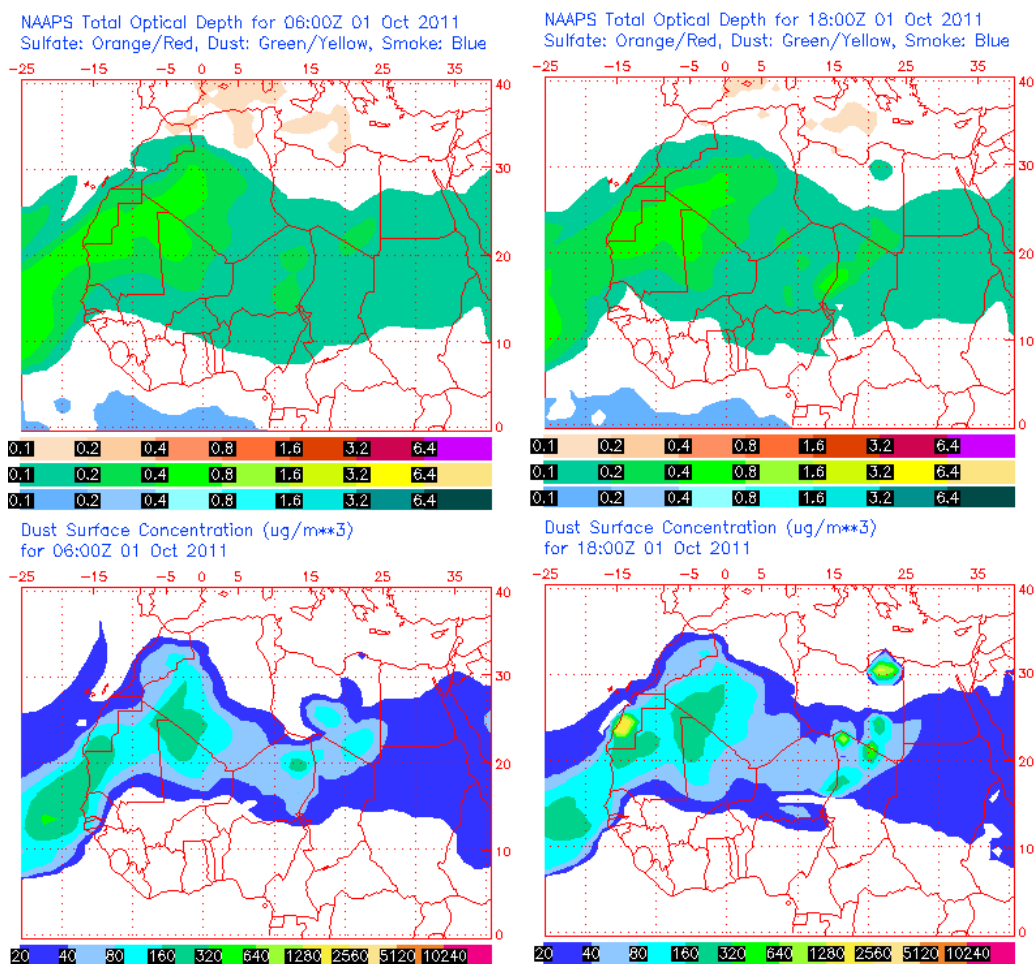 NAAPS Total Optical Depth for 06:00Z 01 Oct 2011
Sulfate: Orange/Red, Dust: Green/Yellow, Smoke: Blue
-25 -15 -5 0 5 15 25 35
40
30
20
10
0
0.1 0.2 0.4 0.8 1.6 3.2 6.4
0.1 0.2 0.4 0.8 1.6 3.2 6.4
0.1 0.2 0.4 0.8 1.6 3.2 6.4
NAAPS Total Optical Depth for 18:00Z 01 Oct 2011
Sulfate: Orange/Red, Dust: Green/Yellow, Smoke: Blue
-25 -15 -5 0 5 15 25 35
40
30
20
10
0
0.1 0.2 0.4 0.8 1.6 3.2 6.4
0.1 0.2 0.4 0.8 1.6 3.2 6.4
0.1 0.2 0.4 0.8 1.6 3.2 6.4
Dust Surface Concentration (ug/m**3)
for 06:00Z 01 Oct 2011
-25 -15 -5 0 5 15 25 35
40
30
20
10
0
20 40 80 160 320 640 1280 2560 5120 10240
Dust Surface Concentration (ug/m**3)
for 18:00Z 01 Oct 2011
-25 -15 -5 0 5 15 25 35
40
30
20
10
0
20 40 80 160 320 640 1280 2560 5120 10240